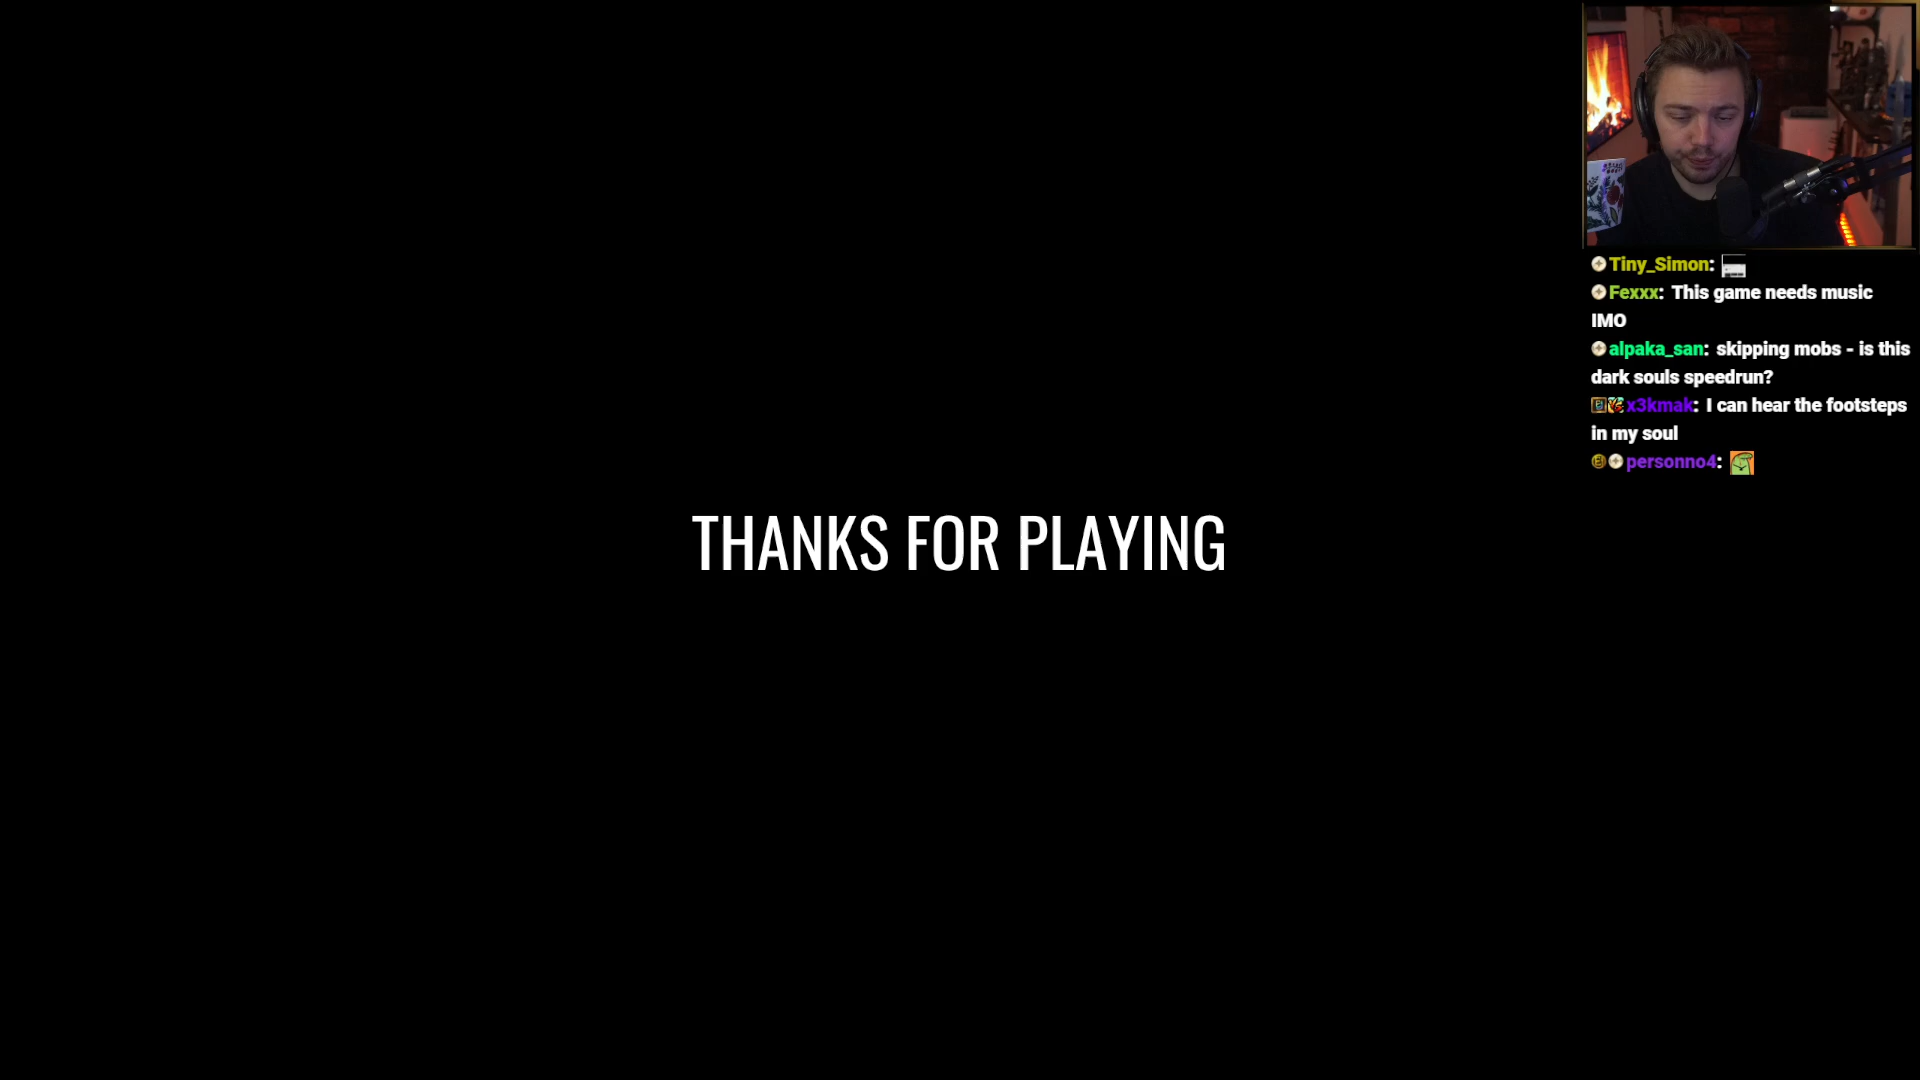 Tiny_Simon:
Fexxx: This game needs music
IMO
alpaka_san: skipping mobs - is this
dark souls speedrun?
x3kmak: I can hear the footsteps
in my soul
personno4:
THANKS FOR PLAYING